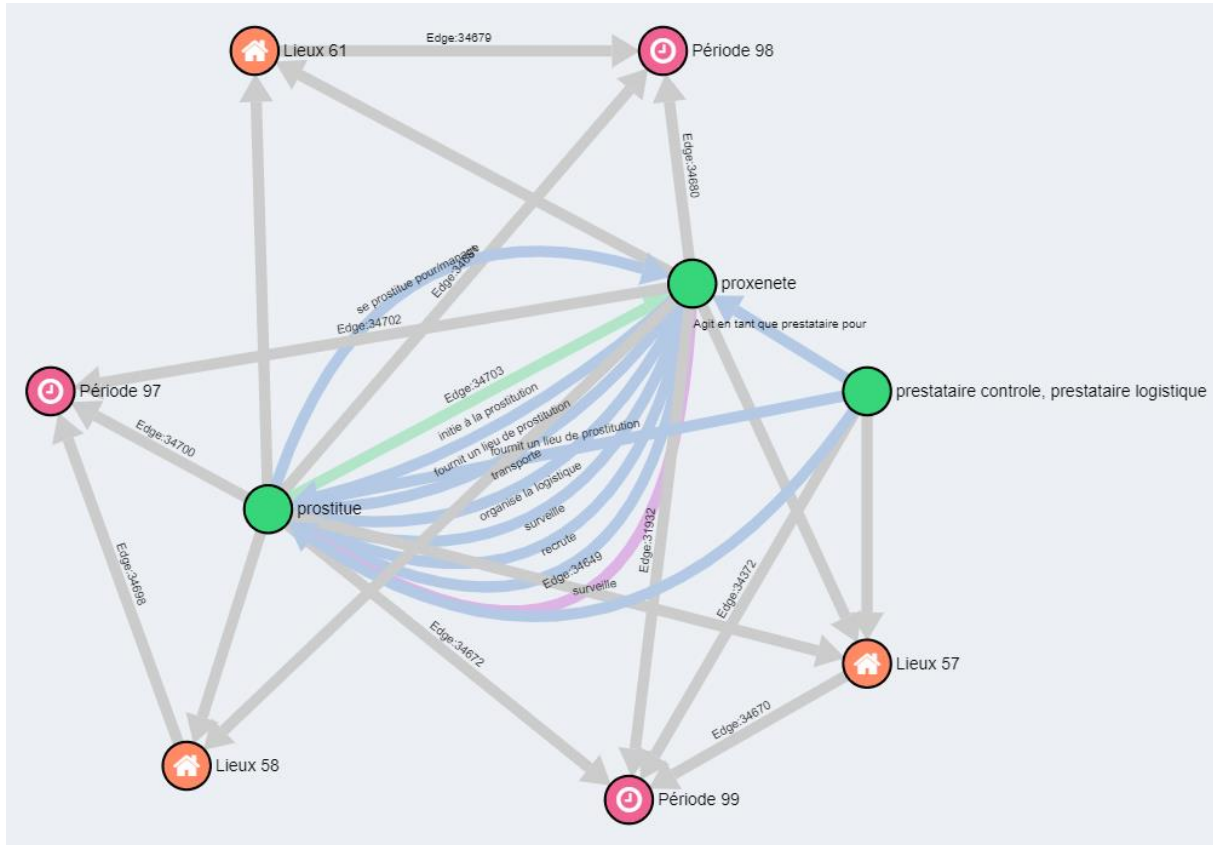 Edge:34679
Lieux 61
Période 98
Edge:34680
se prostitue pour/manage
proxenete
Edge:34702
Agit en tant que prestataire pour
Edge:34703
Période 97
prestataire controle, prestataire logistique
initie à la prostitution
fournit un lieu de prostitution
fournit un lieu de prostitution
Edge:34700
transporte
organise la logistique
prostitue
surveille
recrute
Edge:31932
Edge:34649
Edge:34372
surveille
Edge:34698
Edge:34672
Lieux 57
Edge:34670
Lieux 58
Période 99